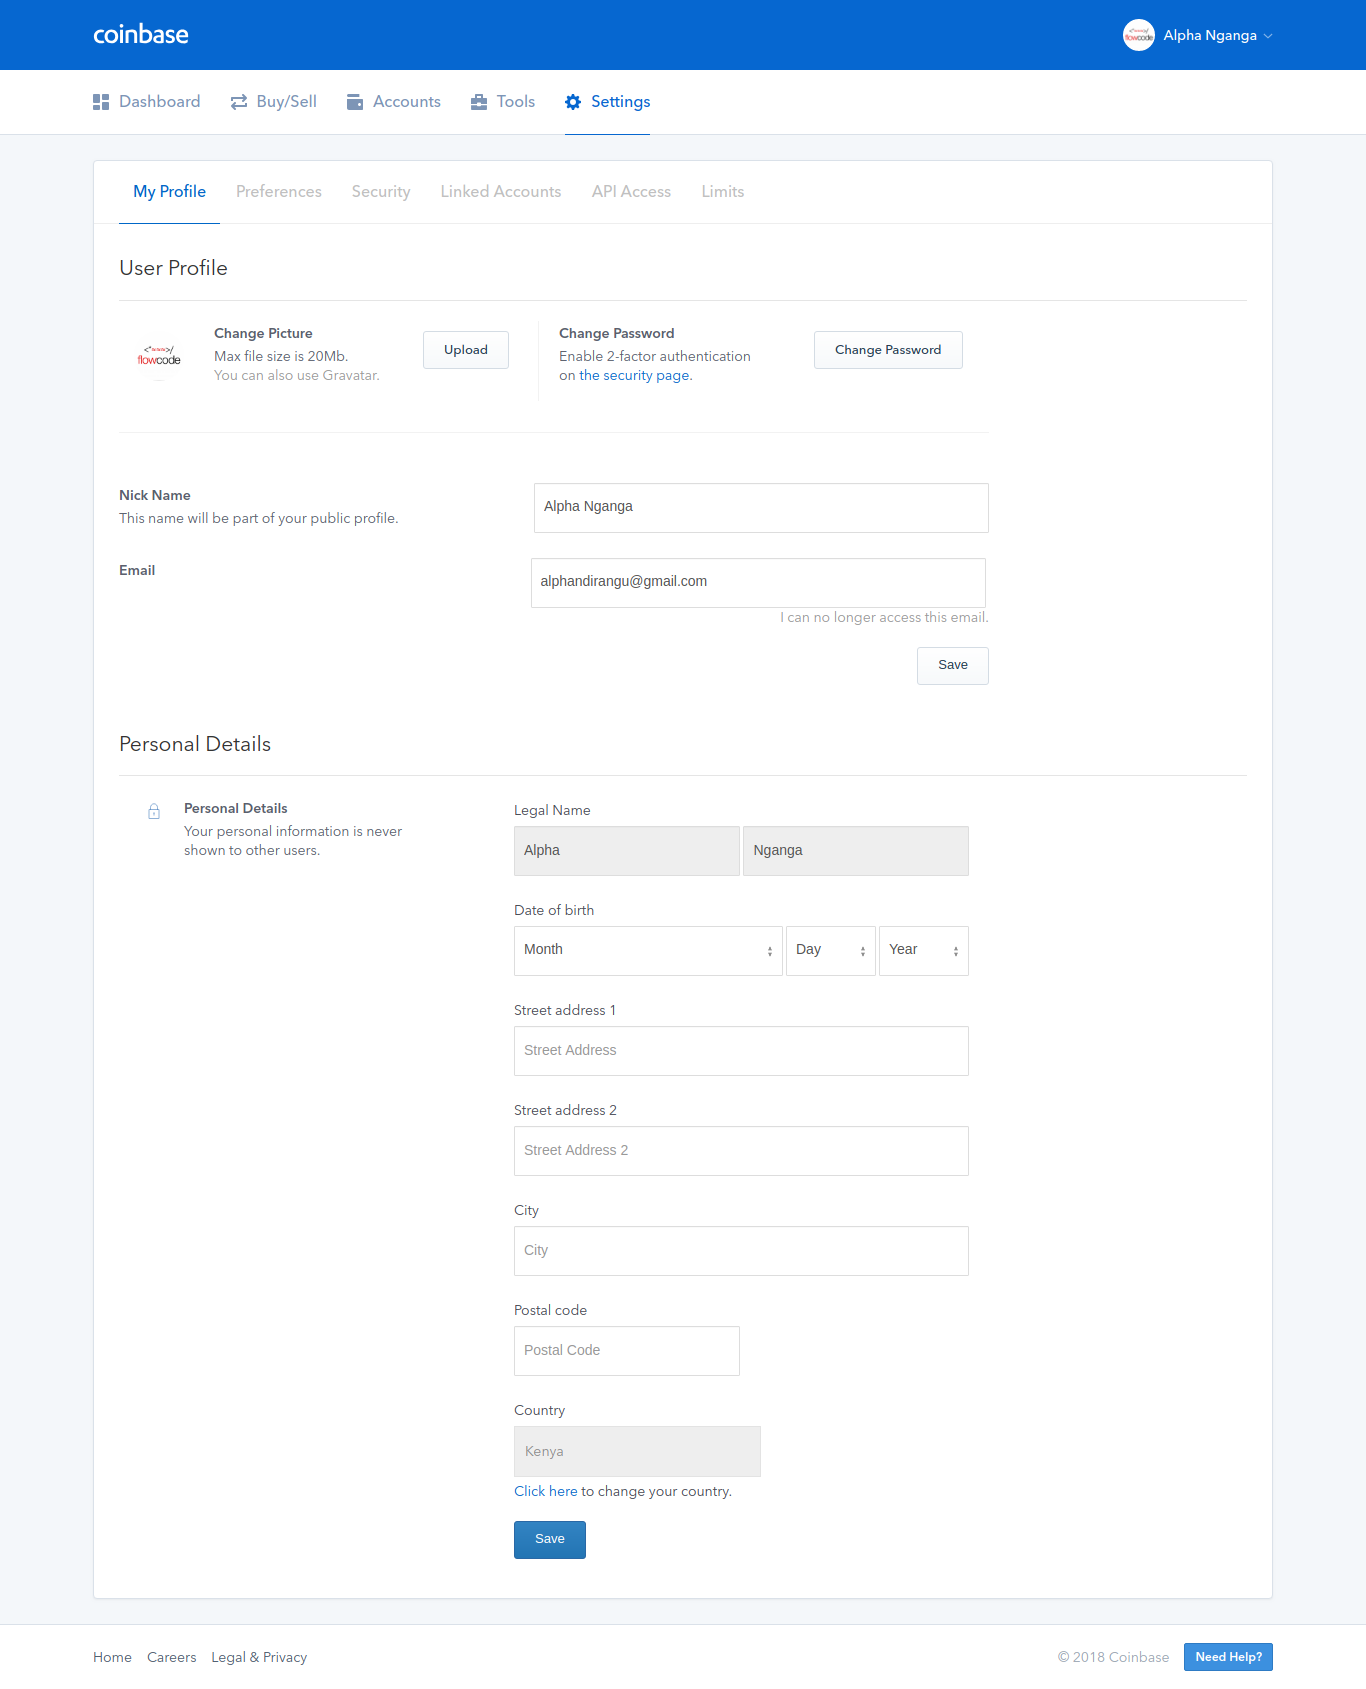 coinbase
flowcode
Alpha Nganga
Dashboard
Buy/Sell
Accounts
Tools
Settings
My Profile
Preferences
Security
Linked Accounts
API Access
Limits
User Profile
flowcode
Change Picture
Max file size is 20Mb.
You can also use Gravatar.
Upload
Change Password
Enable 2-factor authentication
on the security page.
Change Password
Nick Name
This name will be part of your public profile.
Alpha Nganga
Email
alphandirangu@gmail.com
I can no longer access this email.
Save
Personal Details
Personal Details
Your personal information is never
shown to other users.
Legal Name
Alpha
Nganga
Date of birth
Month
Day
Year
Street address 1
Street Address
Street address 2
Street Address 2
City
City
Postal code
Postal Code
Country
Kenya
Click here to change your country.
Save
Home
Careers
Legal & Privacy
© 2018 Coinbase
Need Help?